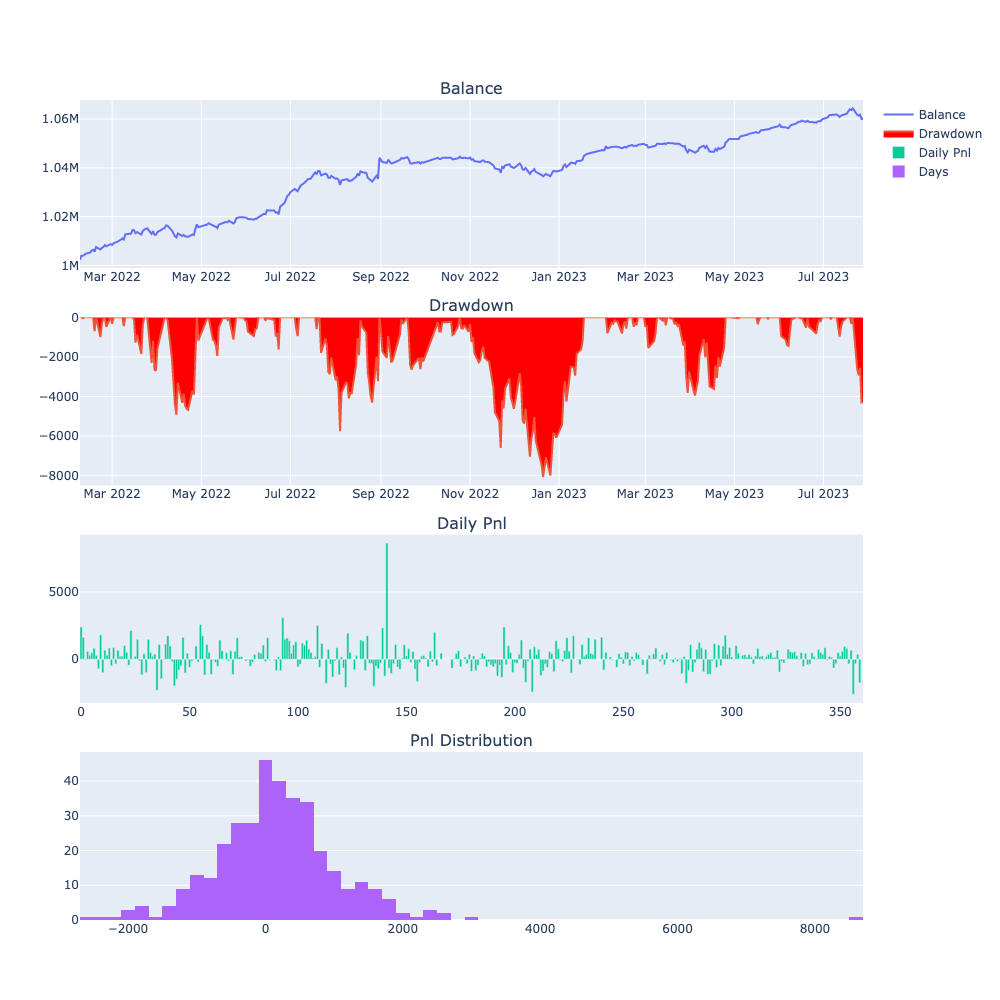 Balance
1.06M
1.04M
1.02M
1M
Mar 2022 May 2022 Jul 2022 Sep 2022 Nov 2022 Jan 2023 Mar 2023 May 2023 Jul 2023
Balance
Drawdown
Daily Pnl
Days
Drawdown
0
−2000
−4000
−6000
−8000
Mar 2022 May 2022 Jul 2022 Sep 2022 Nov 2022 Jan 2023 Mar 2023 May 2023 Jul 2023
Daily Pnl
5000
0
0 50 100 150 200 250 300 350
Pnl Distribution
40
30
20
10
0
−2000 0 2000 4000 6000 8000